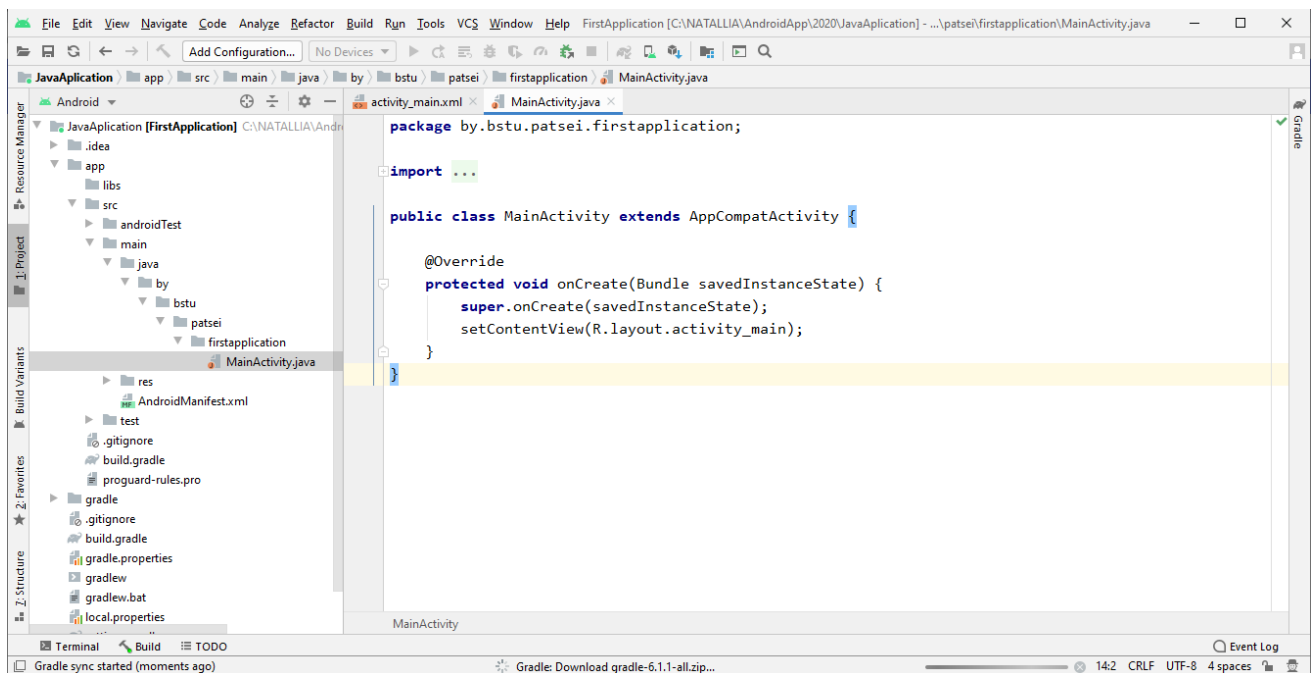 File Edit View Navigate Code Analyze Refactor Build Run Tools VCS Window Help FirstApplication [C:\NATALLIA\AndroidApp\2020\JavaAplication] - ...\patsei\firstapplication\MainActivity.java
Add Configuration... No Devices
JavaAplication app src main java by bstu patsei firstapplication MainActivity.java
Android
activity_main.xml MainActivity.java
Resource Manager
1: Project
Build Variants
2: Favorites
Z: Structure
JavaAplication [FirstApplication] C:\NATALLIA\Andr
.idea
app
libs
src
androidTest
main
java
by
bstu
patsei
firstapplication
MainActivity.java
res
AndroidManifest.xml
test
.gitignore
build.gradle
proguard-rules.pro
gradle
.gitignore
build.gradle
gradle.properties
gradlew
gradlew.bat
local.properties
package by.bstu.patsei.firstapplication;
import ...
public class MainActivity extends AppCompatActivity {
@Override
protected void onCreate(Bundle savedInstanceState) {
super.onCreate(savedInstanceState);
setContentView(R.layout.activity_main);
}
}
MainActivity
Gradle
Terminal Build TODO Event Log
Gradle sync started (moments ago) Gradle: Download gradle-6.1.1-all.zip... 14:2 CRLF UTF-8 4 spaces